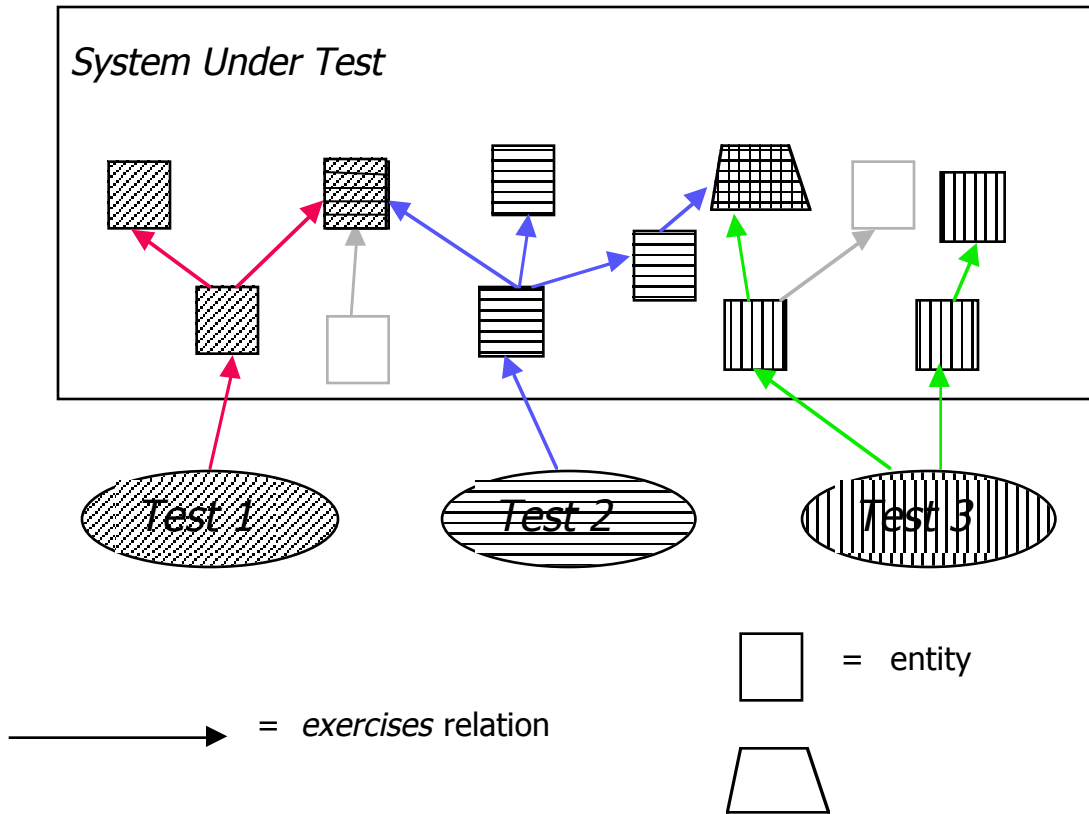 System Under Test
Test 1
Test 2
Test 3
= entity
= exercises relation